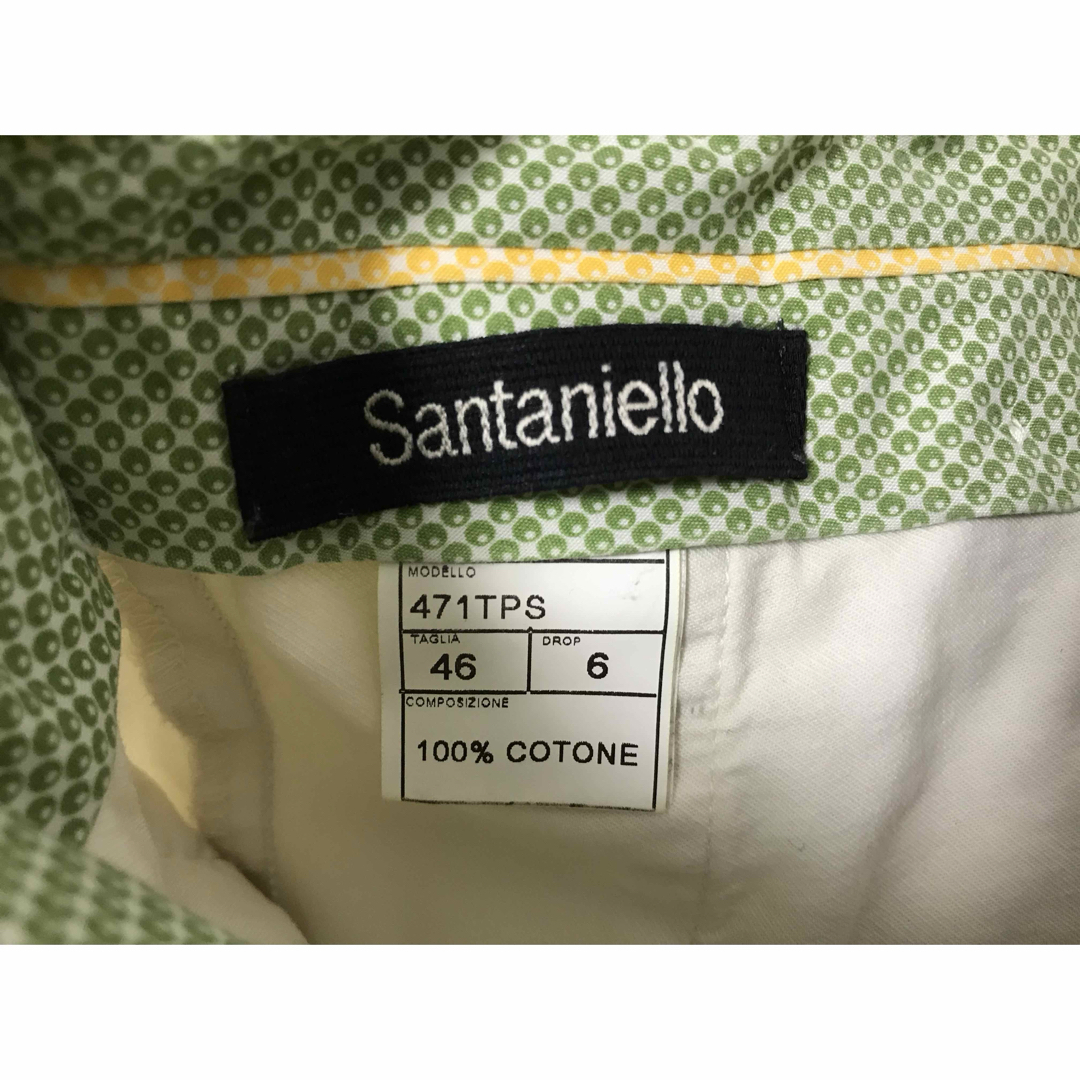 Santaniello
MODELLO
471TPS
TAGLIA DROP
46 6
COMPOSIZIONE
100% COTONE